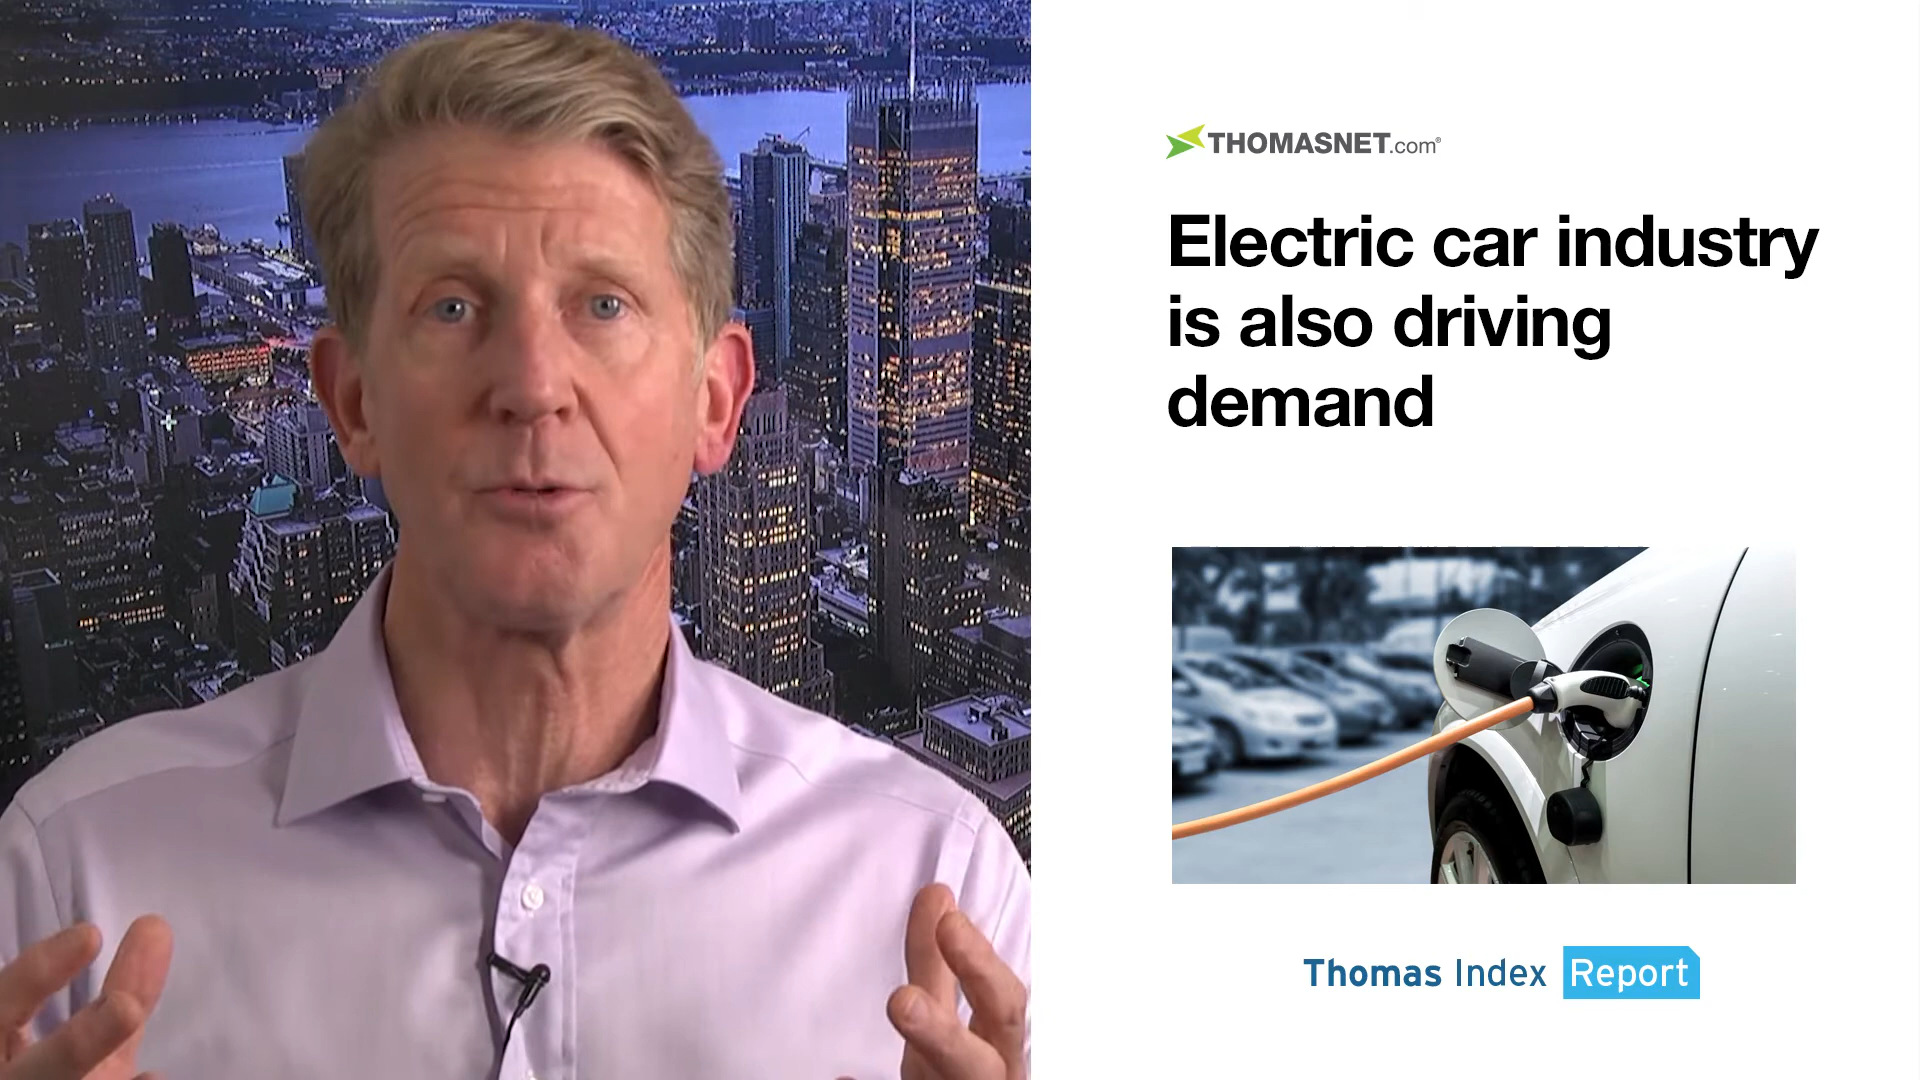 THOMASNET.com®
Electric car industry
is also driving
demand
Thomas Index Report